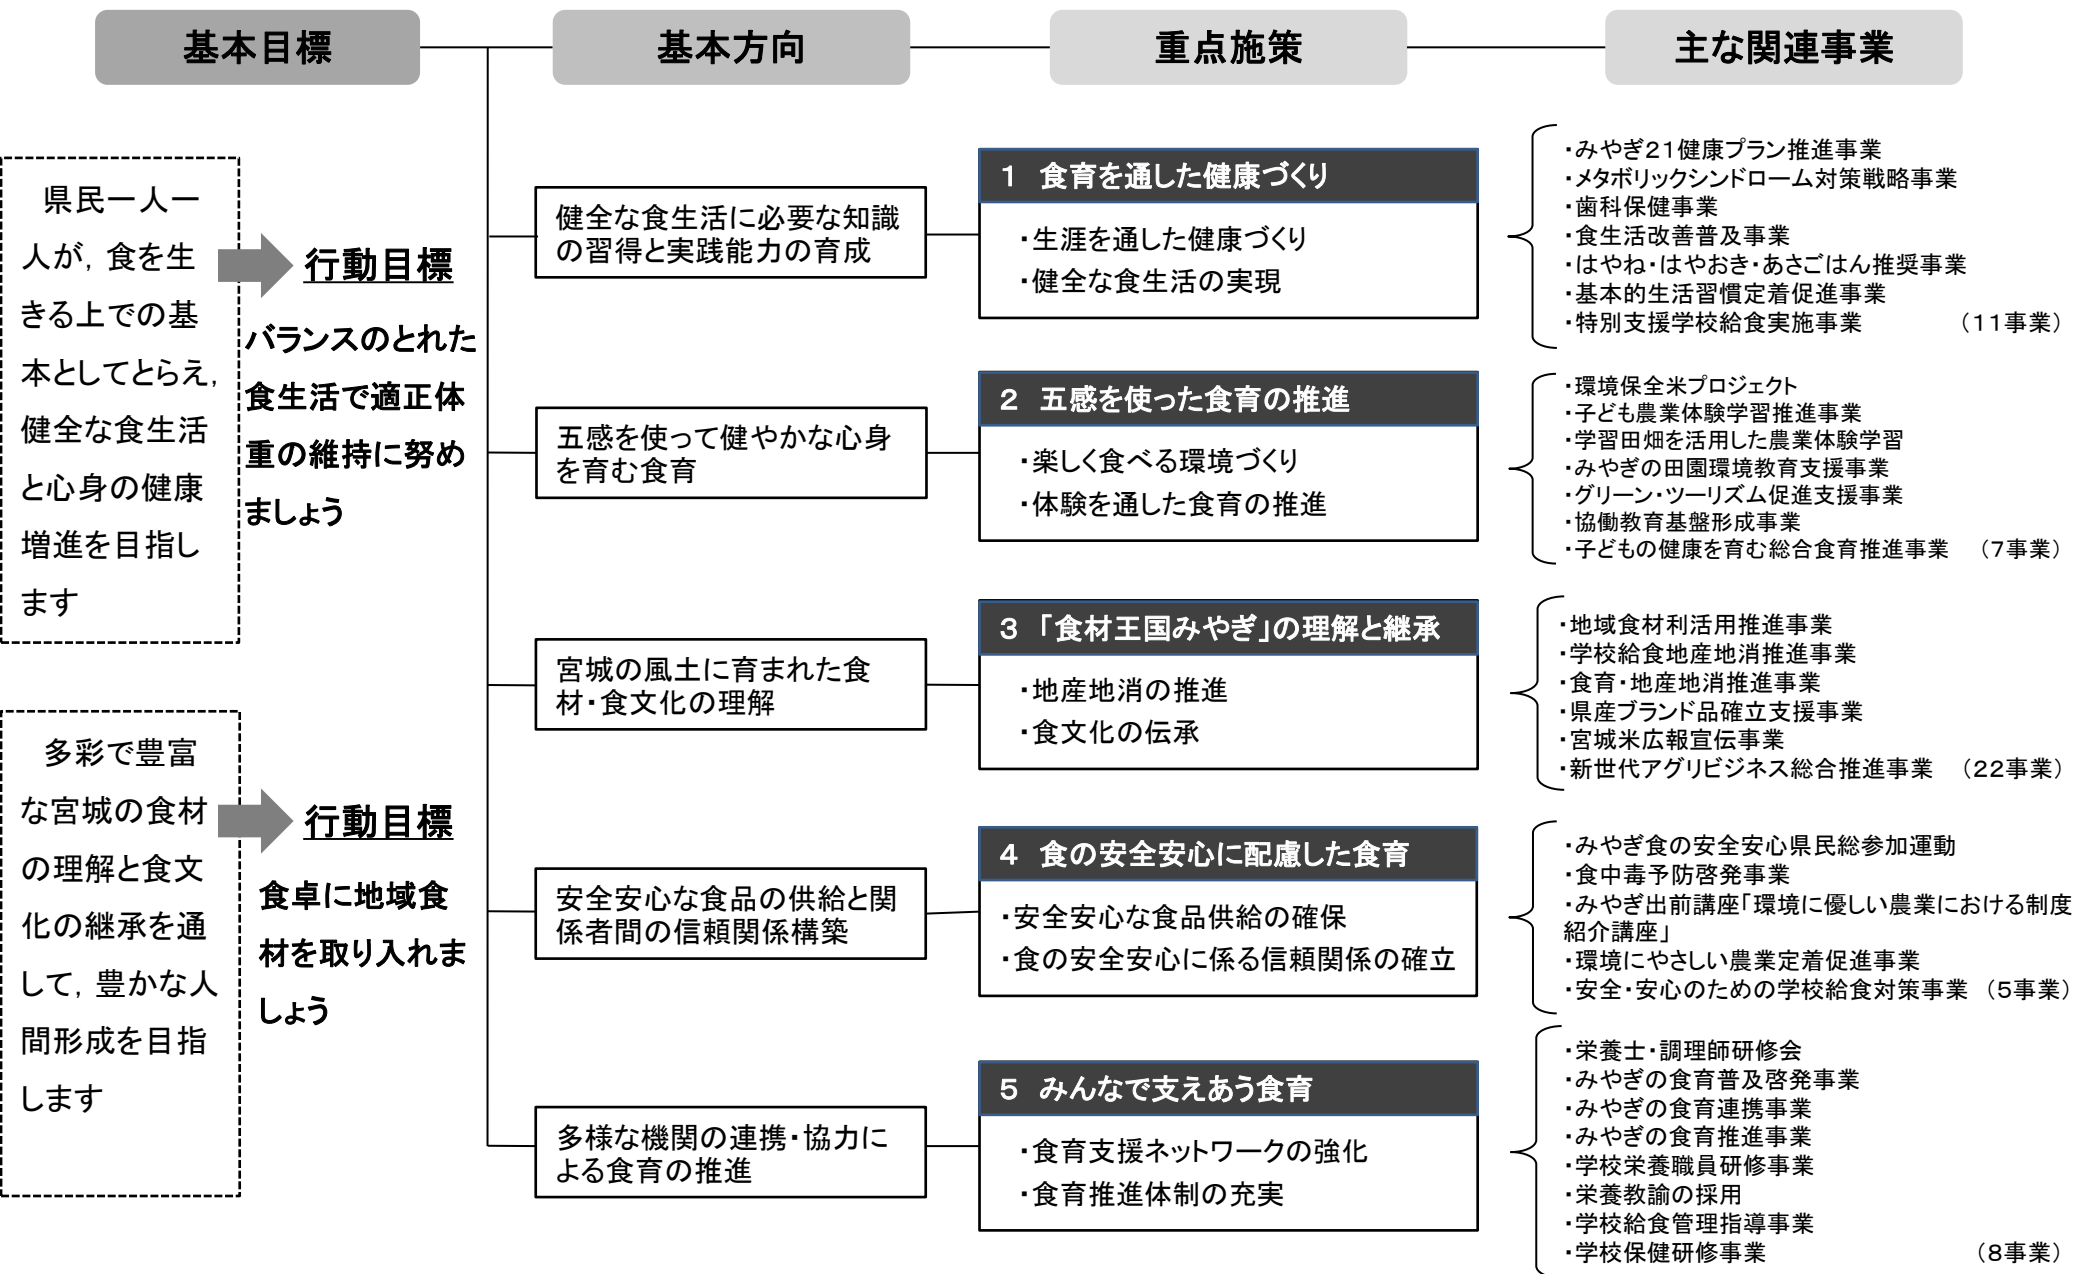 基本目標
基本方向
重点施策
主な関連事業
県民一人一
人が，食を生
きる上での基
本としてとらえ，
健全な食生活
と心身の健康
増進を目指し
ます
行動目標
バランスのとれた
食生活で適正体
重の維持に努め
ましょう
多彩で豊富
な宮城の食材
の理解と食文
化の継承を通
して，豊かな人
間形成を目指
します
行動目標
食卓に地域食
材を取り入れま
しょう
健全な食生活に必要な知識
の習得と実践能力の育成
1　食育を通した健康づくり
・生涯を通した健康づくり
・健全な食生活の実現
・みやぎ２１健康プラン推進事業
・メタボリックシンドローム対策戦略事業
・歯科保健事業
・食生活改善普及事業
・はやね・はやおき・あさごはん推奨事業
・基本的生活習慣定着促進事業
・特別支援学校給食実施事業　（１１事業）
五感を使って健やかな心身
を育む食育
2　五感を使った食育の推進
・楽しく食べる環境づくり
・体験を通した食育の推進
・環境保全米プロジェクト
・子ども農業体験学習推進事業
・学習田畑を活用した農業体験学習
・みやぎの田園環境教育支援事業
・グリーン・ツーリズム促進支援事業
・協働教育基盤形成事業
・子どもの健康を育む総合食育推進事業　（７事業）
宮城の風土に育まれた食
材・食文化の理解
3　「食材王国みやぎ」の理解と継承
・地産地消の推進
・食文化の伝承
・地域食材利活用推進事業
・学校給食地産地消推進事業
・食育・地産地消推進事業
・県産ブランド品確立支援事業
・宮城米広報宣伝事業
・新世代アグリビジネス総合推進事業　（２２事業）
安全安心な食品の供給と関
係者間の信頼関係構築
4　食の安全安心に配慮した食育
・安全安心な食品供給の確保
・食の安全安心に係る信頼関係の確立
・みやぎ食の安全安心県民総参加運動
・食中毒予防啓発事業
・みやぎ出前講座「環境に優しい農業における制度
紹介講座」
・環境にやさしい農業定着促進事業
・安全・安心のための学校給食対策事業　（５事業）
多様な機関の連携・協力に
よる食育の推進
5　みんなで支えあう食育
・食育支援ネットワークの強化
・食育推進体制の充実
・栄養士・調理師研修会
・みやぎの食育普及啓発事業
・みやぎの食育連携事業
・みやぎの食育推進事業
・学校栄養職員研修事業
・栄養教諭の採用
・学校給食管理指導事業
・学校保健研修事業　（８事業）